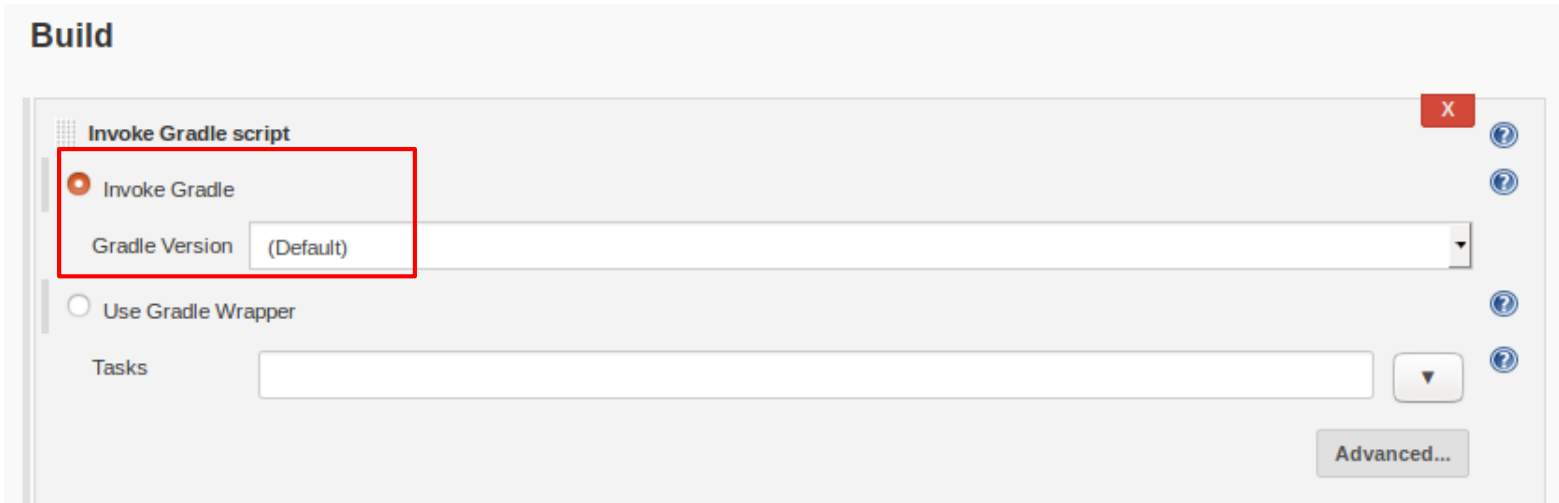 Build
X
Invoke Gradle script
?
Invoke Gradle
?
Gradle Version (Default)
Use Gradle Wrapper
?
Tasks
?
Advanced...